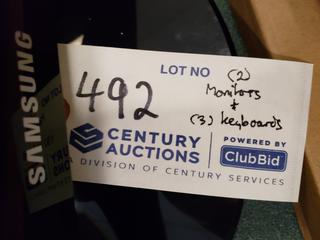 SAMSUNG
LOT NO
492
(2)
Monitors
+
(3) keyboards
CENTURY
AUCTIONS
POWERED BY
ClubBid
A DIVISION OF CENTURY SERVICES